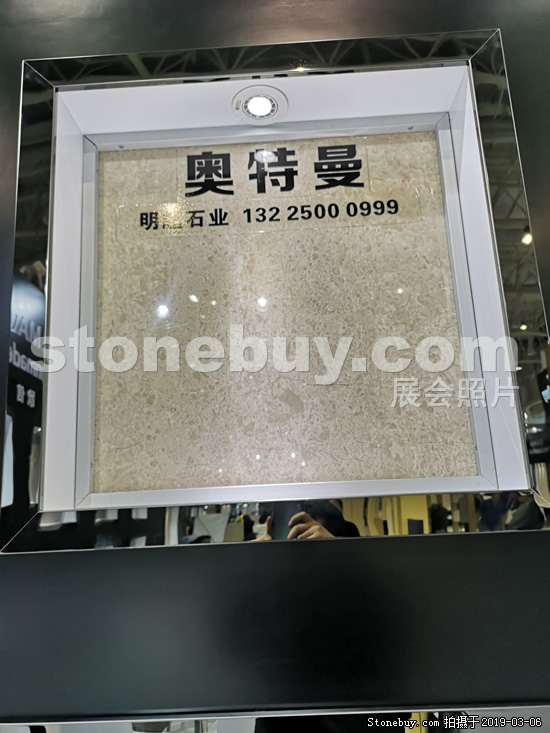 奥特曼
明 石业 132 2500 0999
stonebuy.com
展会照片
Stonebuy.com 拍摄于2019-03-06